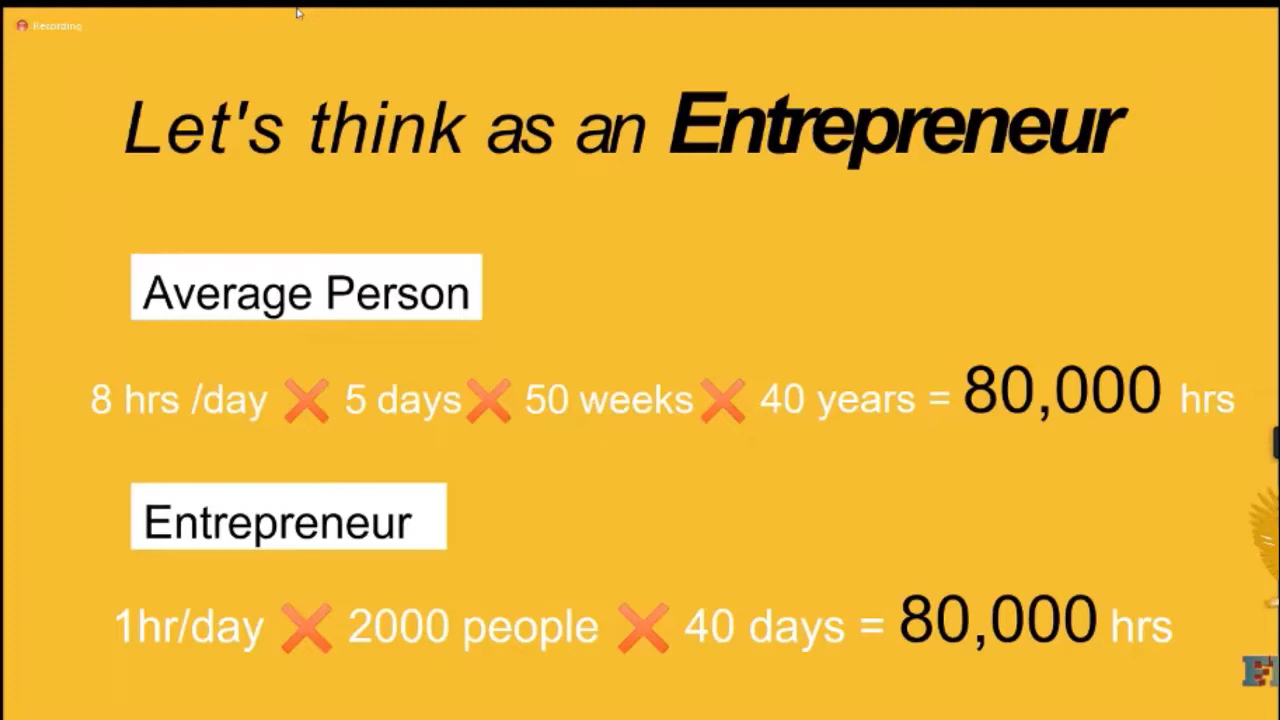 Recording
Let's think as an Entrepreneur
Average Person
8 hrs /day ❌ 5 days ❌ 50 weeks ❌ 40 years = 80,000 hrs
Entrepreneur
1hr/day ❌ 2000 people ❌ 40 days = 80,000 hrs